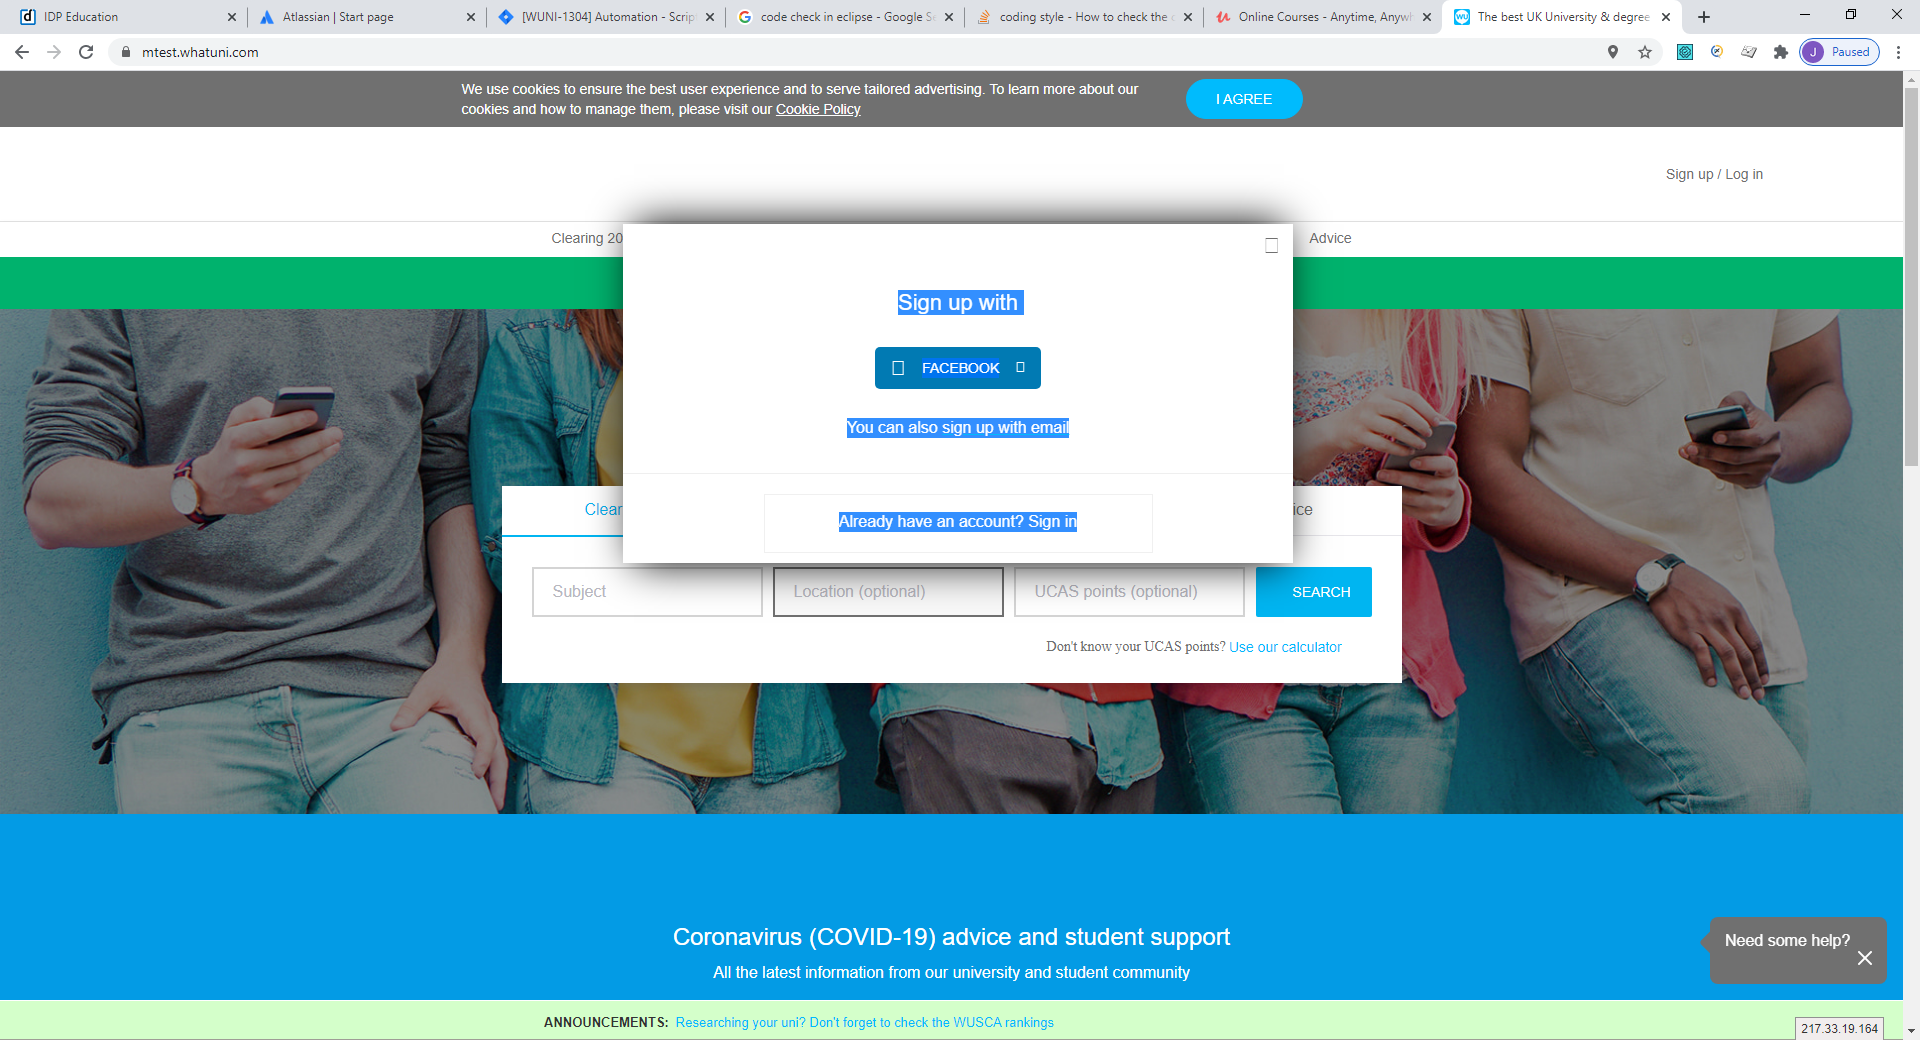 IDP Education
Atlassian | Start page
[WUNI-1304] Automation - Scrip
code check in eclipse - Google Se
coding style - How to check the c
Online Courses - Anytime, Anywh
WU The best UK University & degree
mtest.whatuni.com
J Paused
We use cookies to ensure the best user experience and to serve tailored advertising. To learn more about our
cookies and how to manage them, please visit our Cookie Policy
I AGREE
Sign up / Log in
Clearing 20
Advice
Sign up with
FACEBOOK
You can also sign up with email
Already have an account? Sign in
Clear
ice
Subject
Location (optional)
UCAS points (optional)
SEARCH
Don't know your UCAS points? Use our calculator
Coronavirus (COVID-19) advice and student support
All the latest information from our university and student community
Need some help?
ANNOUNCEMENTS: Researching your uni? Don't forget to check the WUSCA rankings
217.33.19.164